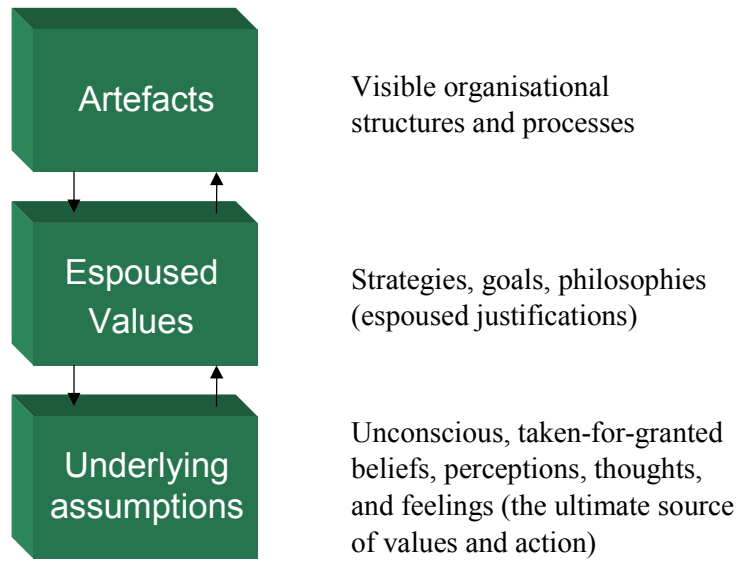 Artefacts
Visible organisational
structures and processes
Espoused
Values
Strategies, goals, philosophies
(espoused justifications)
Underlying
assumptions
Unconscious, taken-for-granted
beliefs, perceptions, thoughts,
and feelings (the ultimate source
of values and action)